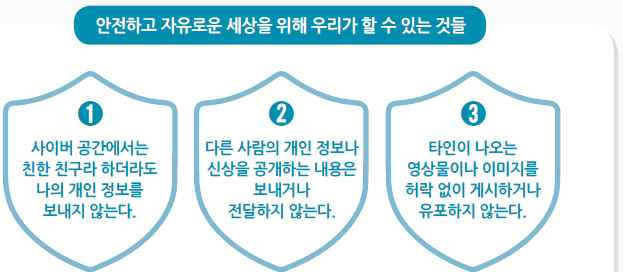 안전하고 자유로운 세상을 위해 우리가 할 수 있는 것들
1
사이버 공간에서는
친한 친구라 하더라도
나의 개인 정보를
보내지 않는다.
2
다른 사람의 개인 정보나
신상을 공개하는 내용은
보내거나
전달하지 않는다.
3
타인이 나오는
영상물이나 이미지를
허락 없이 게시하거나
유포하지 않는다.